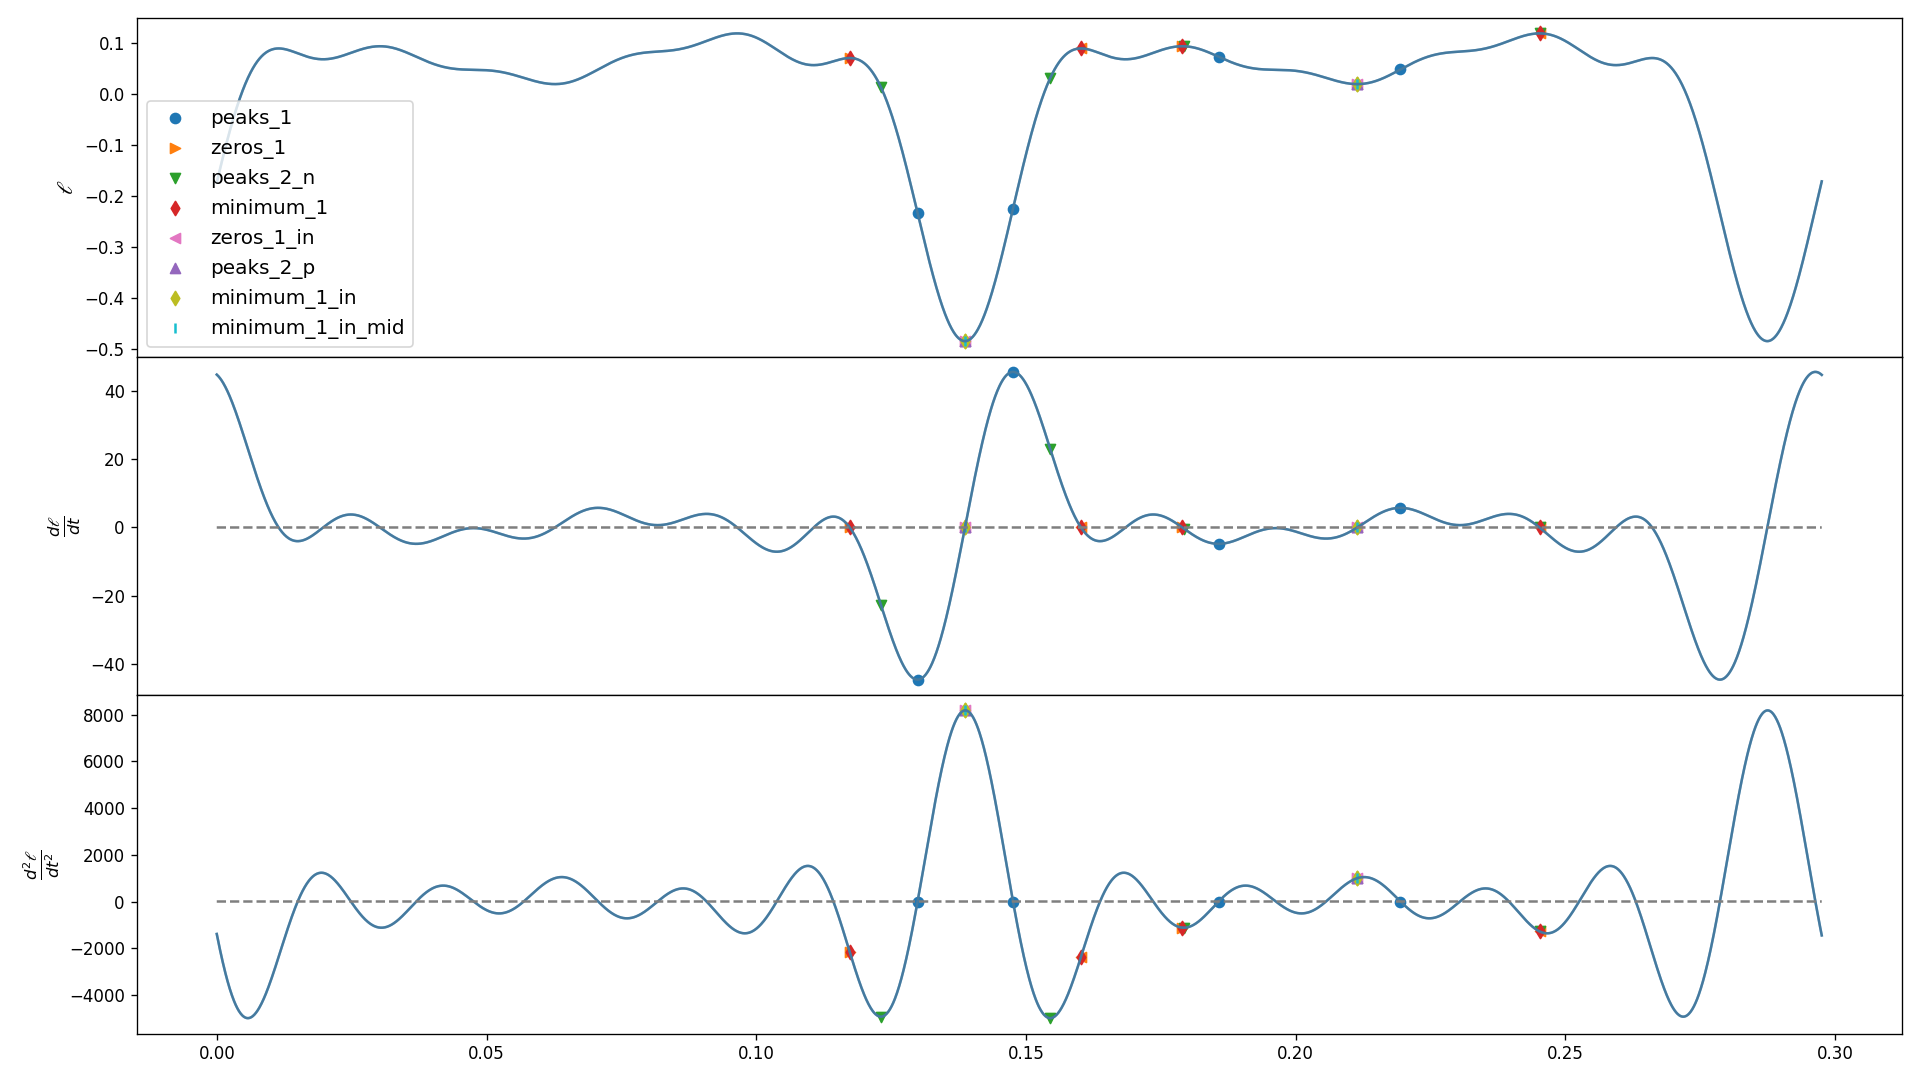 0.1
0.0
−0.1
−0.2
−0.3
−0.4
−0.5
ℓ
peaks_1
zeros_1
peaks_2_n
minimum_1
zeros_1_in
peaks_2_p
minimum_1_in
minimum_1_in_mid
40
20
0
−20
−40
dℓ
dt
8000
6000
4000
2000
0
−2000
−4000
d²ℓ
dt²
0.00 0.05 0.10 0.15 0.20 0.25 0.30